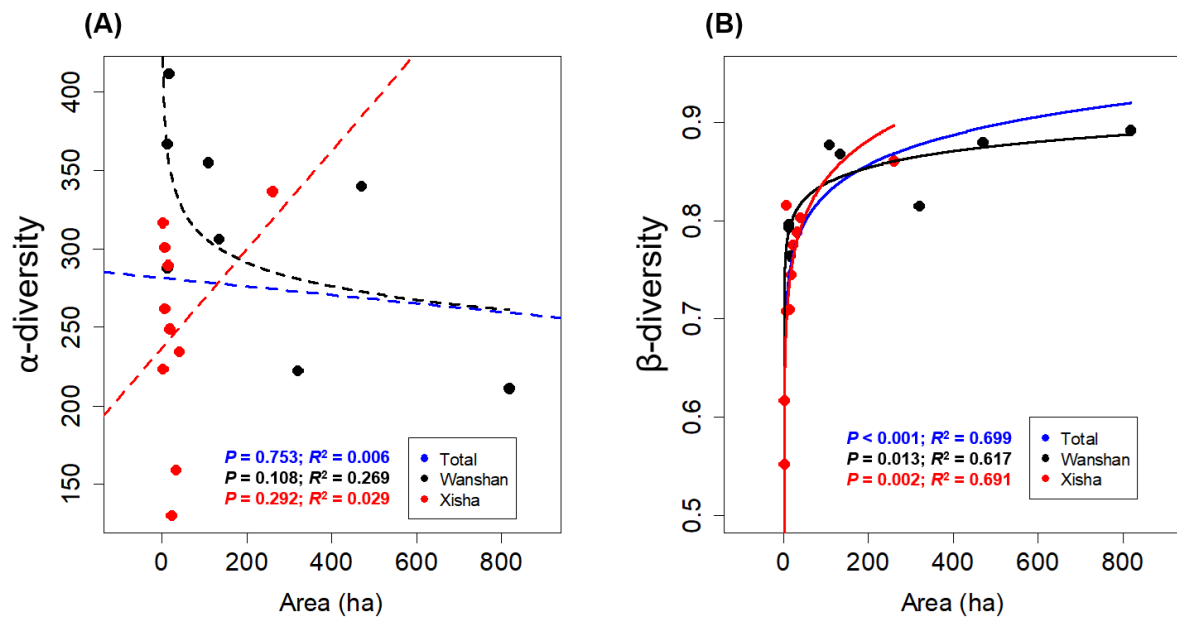 (A)
α-diversity
400
350
300
250
200
150
P = 0.753; R² = 0.006
P = 0.108; R² = 0.269
P = 0.292; R² = 0.029
Total
Wanshan
Xisha
0 200 400 600 800
Area (ha)
(B)
β-diversity
0.9
0.8
0.7
0.6
0.5
P < 0.001; R² = 0.699
P = 0.013; R² = 0.617
P = 0.002; R² = 0.691
Total
Wanshan
Xisha
0 200 400 600 800
Area (ha)